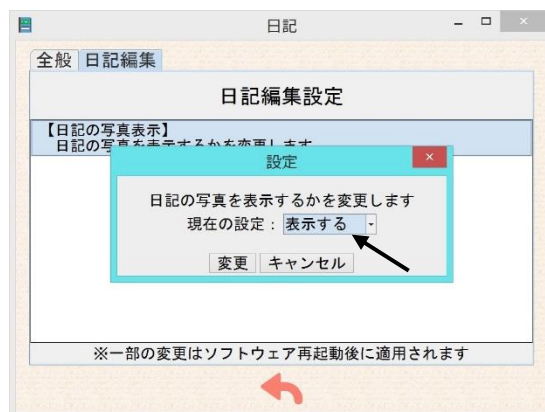 日記
全般 日記編集
日記編集設定
【日記の写真表示】
日記の写真を表示するかを変更します
設定
日記の写真を表示するかを変更します
現在の設定：表示する
変更 キャンセル
※一部の変更はソフトウェア再起動後に適用されます